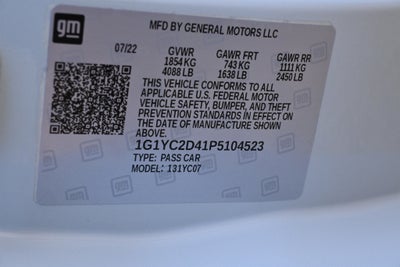 gm
MFD BY GENERAL MOTORS LLC
07/22 GVWR GAWR FRT GAWR RR
1854 KG 743 KG 1111 KG
4088 LB 1638 LB 2450 LB
THIS VEHICLE CONFORMS TO ALL
APPLICABLE U.S. FEDERAL MOTOR
VEHICLE SAFETY, BUMPER, AND THEFT
PREVENTION STANDARDS IN EFFECT ON
THE DATE OF MANUFACTURE SHOWN
ABOVE.
1G1YC2D41P5104523
TYPE: PASS CAR
MODEL: 131YC07